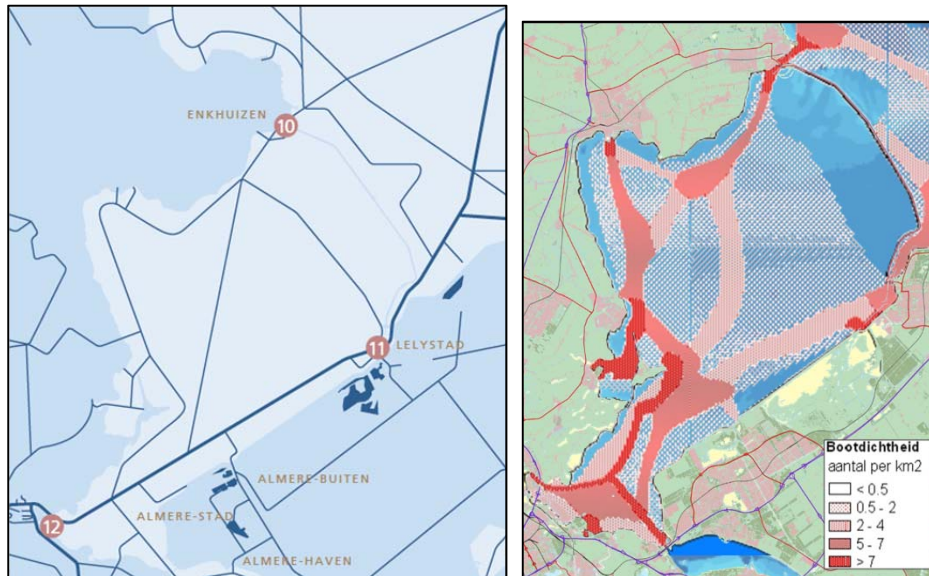 ENKHUIZEN
10
11
LELYSTAD
ALMERE-BUITEN
ALMERE-STAD
12
ALMERE-HAVEN
Bootdichtheid
aantal per km2
< 0.5
0.5 - 2
2 - 4
5 - 7
> 7